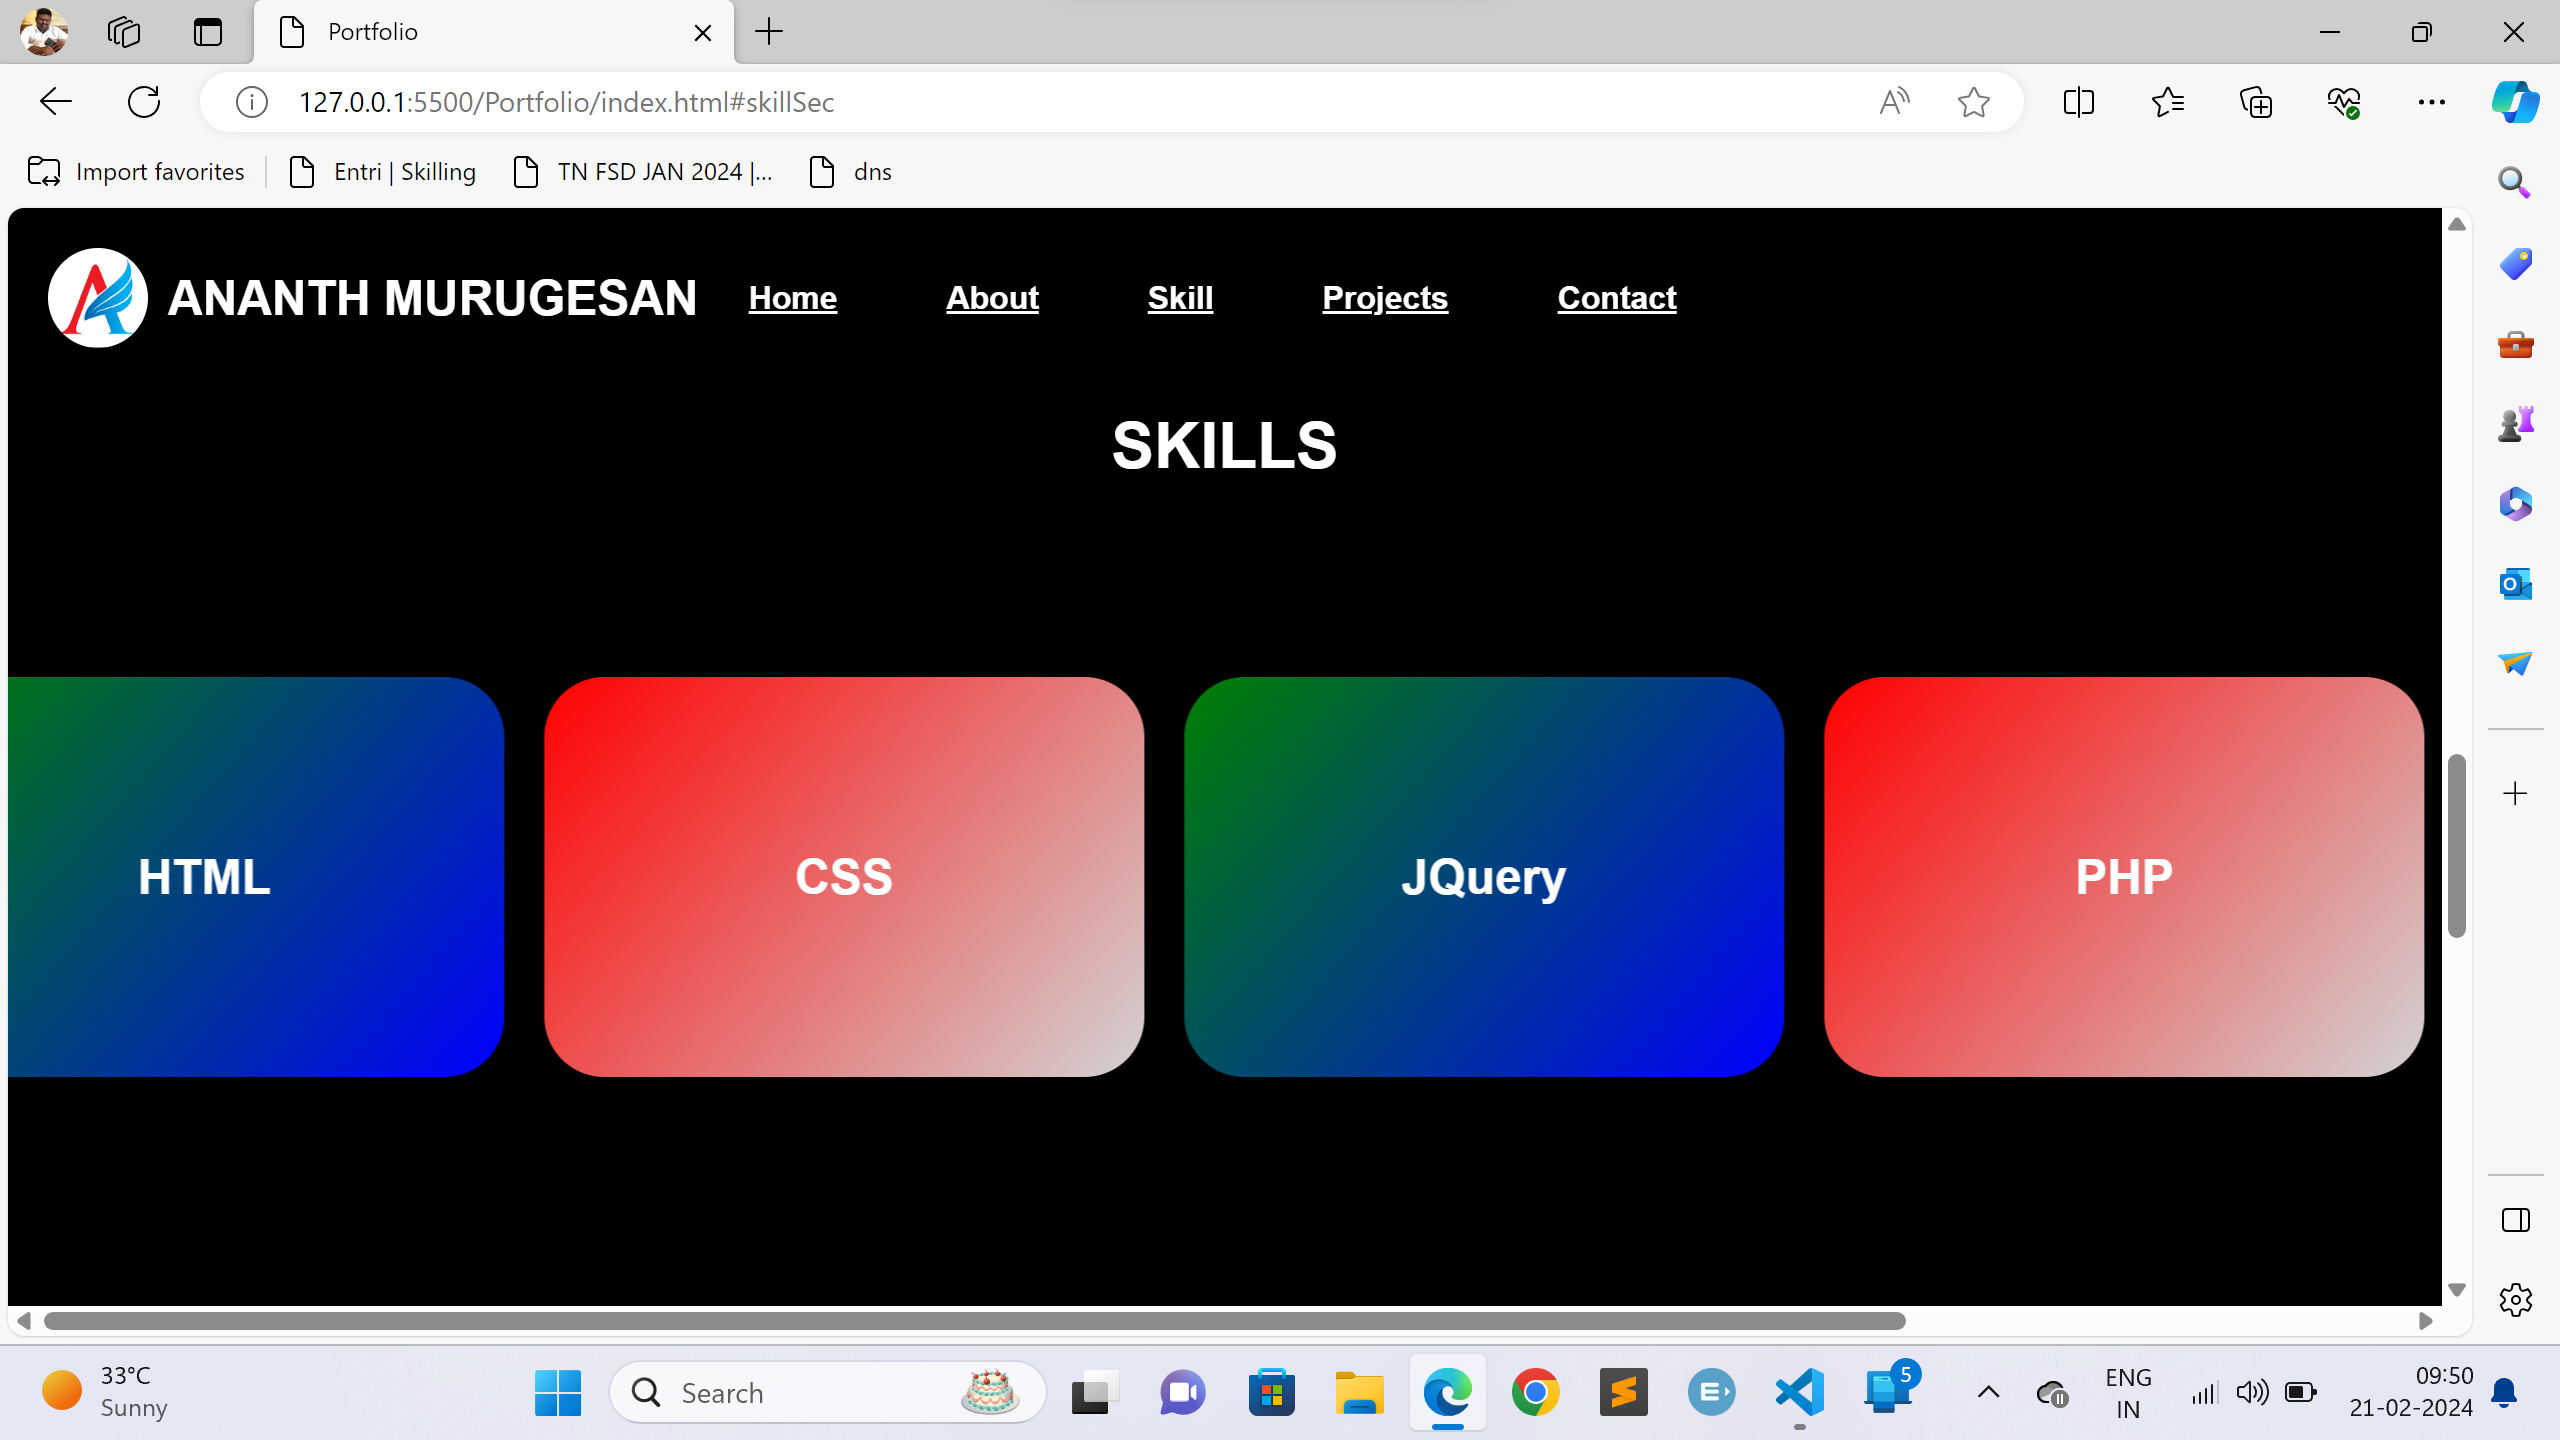 Portfolio
127.0.0.1:5500/Portfolio/index.html#skillSec
Import favorites
Entri | Skilling
TN FSD JAN 2024 |...
dns
ANANTH MURUGESAN
Home
About
Skill
Projects
Contact
SKILLS
HTML
CSS
JQuery
PHP
33°C
Sunny
Search
5
ENG
IN
09:50
21-02-2024